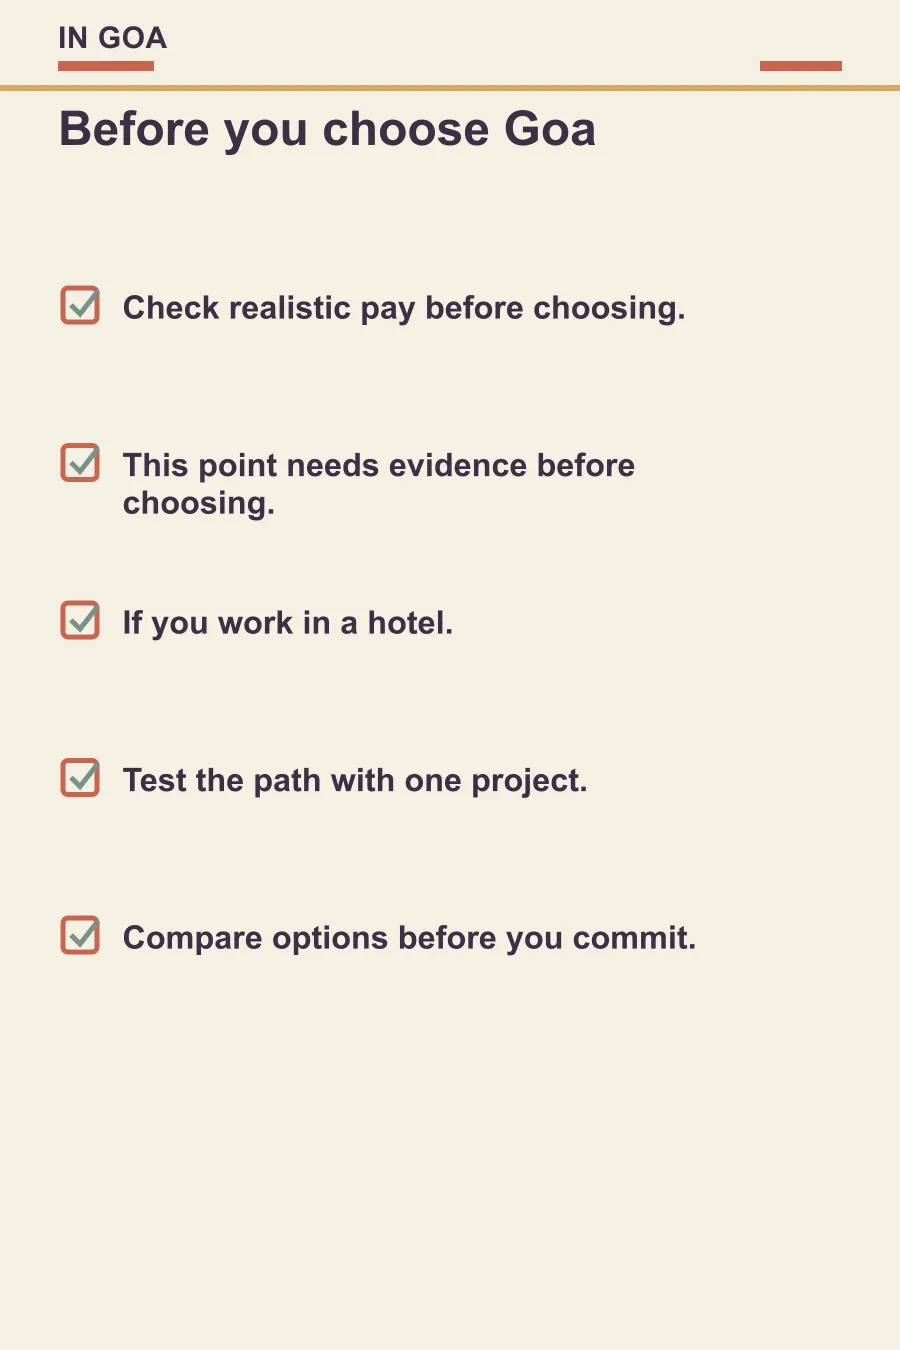 IN GOA
Before you choose Goa
Check realistic pay before choosing.
This point needs evidence before
choosing.
If you work in a hotel.
Test the path with one project.
Compare options before you commit.